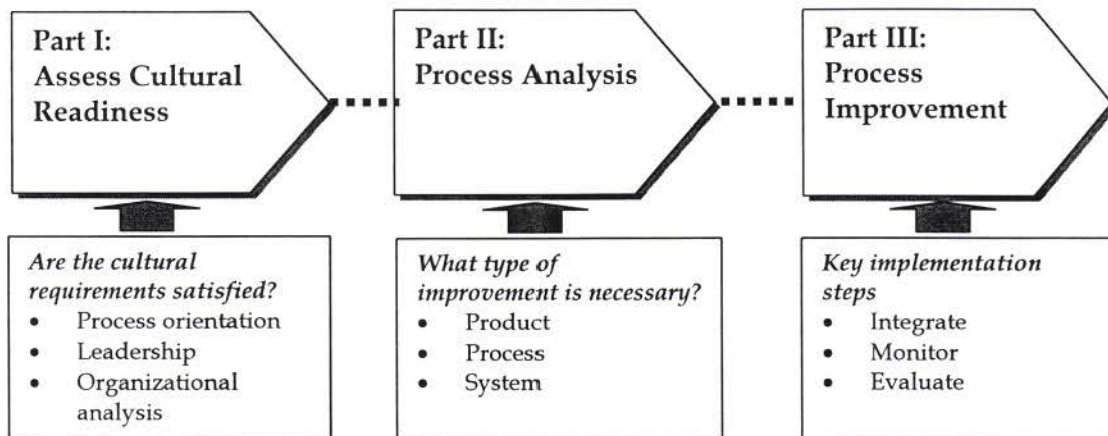 Part I:
Assess Cultural
Readiness
Part II:
Process Analysis
Part III:
Process
Improvement
Are the cultural
requirements satisfied?
• Process orientation
• Leadership
• Organizational
analysis
What type of
improvement is necessary?
• Product
• Process
• System
Key implementation
steps
• Integrate
• Monitor
• Evaluate